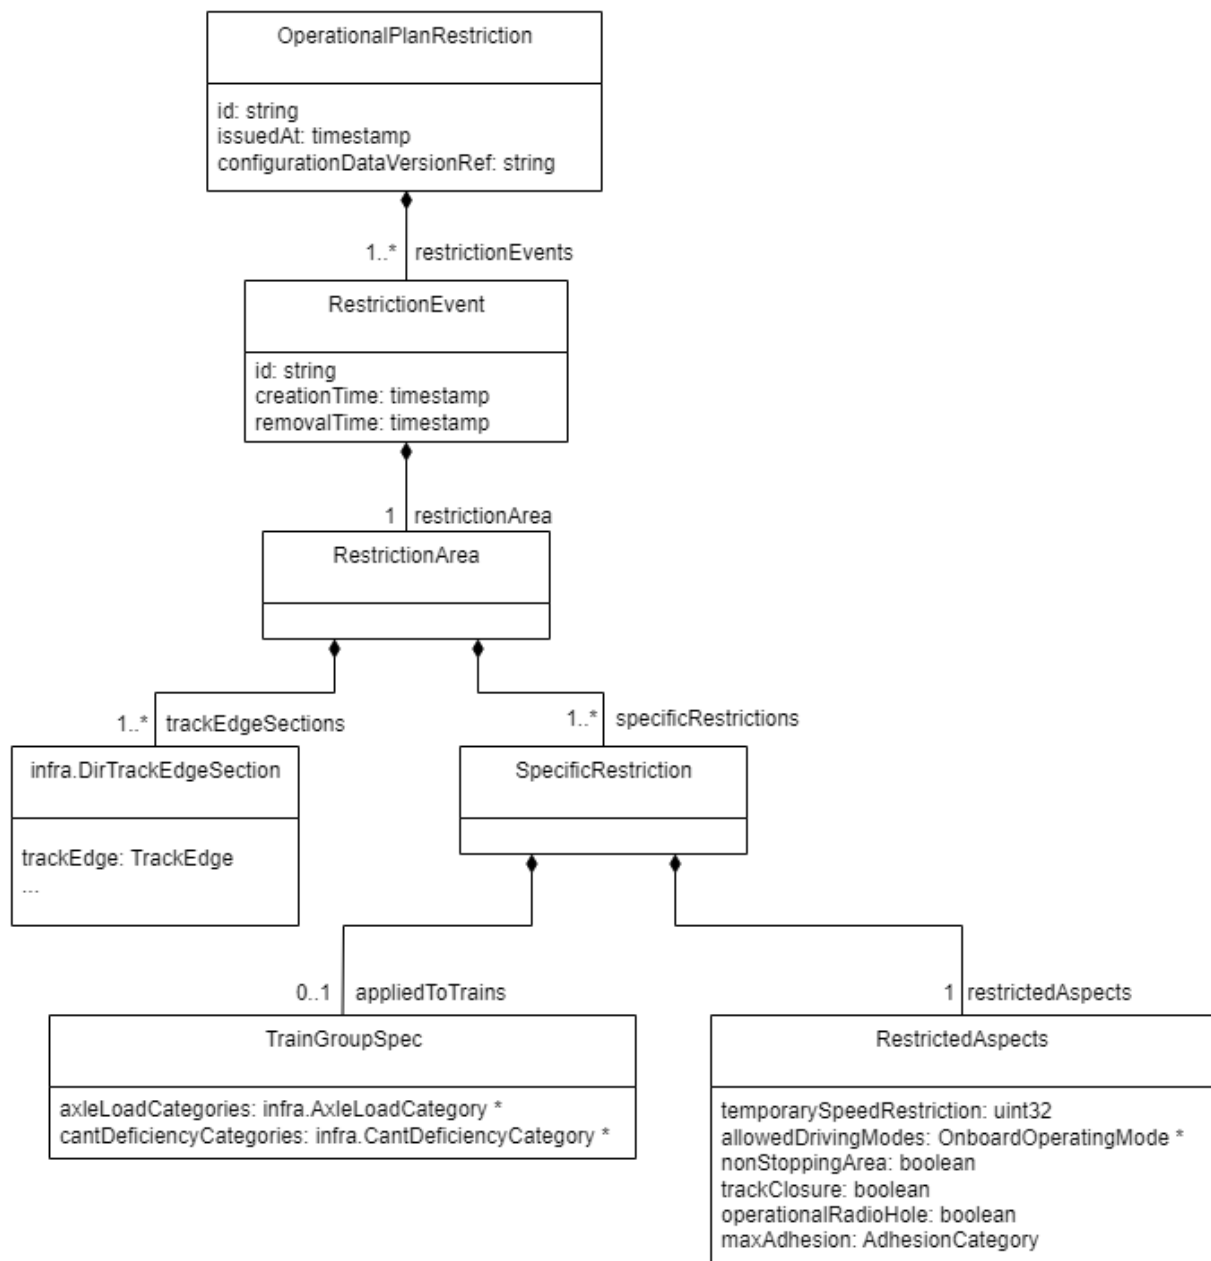 OperationalPlanRestriction
id: string
issuedAt: timestamp
configurationDataVersionRef: string
1..* restrictionEvents
RestrictionEvent
id: string
creationTime: timestamp
removalTime: timestamp
1 restrictionArea
RestrictionArea
1..* trackEdgeSections
1..* specificRestrictions
infra.DirTrackEdgeSection
trackEdge: TrackEdge
...
SpecificRestriction
0..1 appliedToTrains
1 restrictedAspects
TrainGroupSpec
axleLoadCategories: infra.AxleLoadCategory *
cantDeficiencyCategories: infra.CantDeficiencyCategory *
RestrictedAspects
temporarySpeedRestriction: uint32
allowedDrivingModes: OnboardOperatingMode *
nonStoppingArea: boolean
trackClosure: boolean
operationalRadioHole: boolean
maxAdhesion: AdhesionCategory